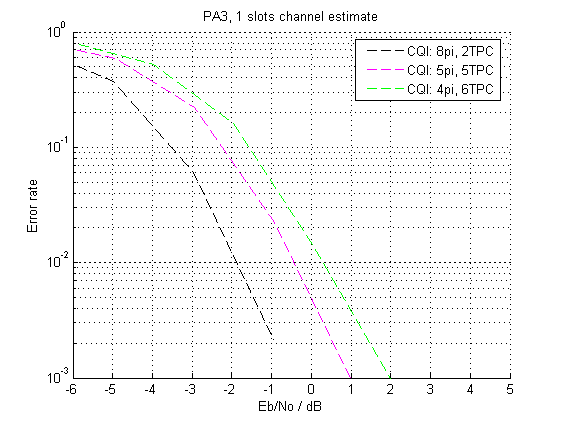 PA3, 1 slots channel estimate
CQI: 8pi, 2TPC
CQI: 5pi, 5TPC
CQI: 4pi, 6TPC
10^0
10^-1
10^-2
10^-3
Error rate
-6 -5 -4 -3 -2 -1 0 1 2 3 4 5
Eb/No / dB